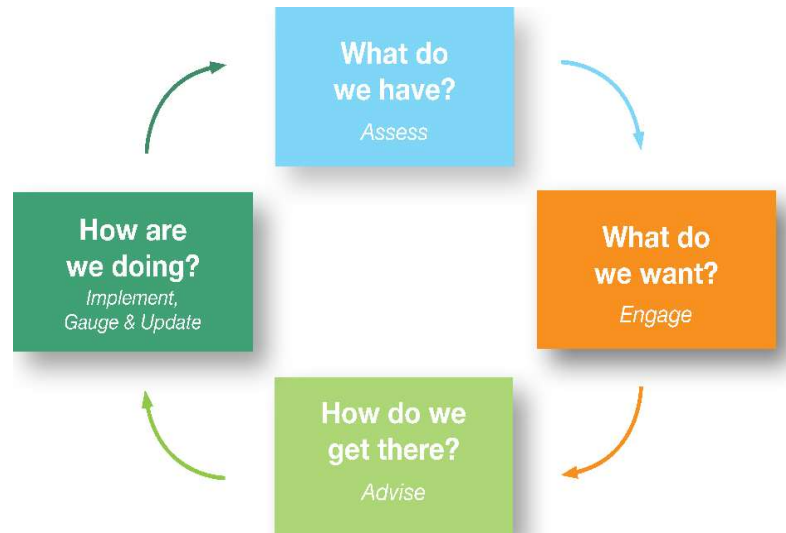 What do
we have?
Assess
What do
we want?
Engage
How do we
get there?
Advise
How are
we doing?
Implement,
Gauge & Update